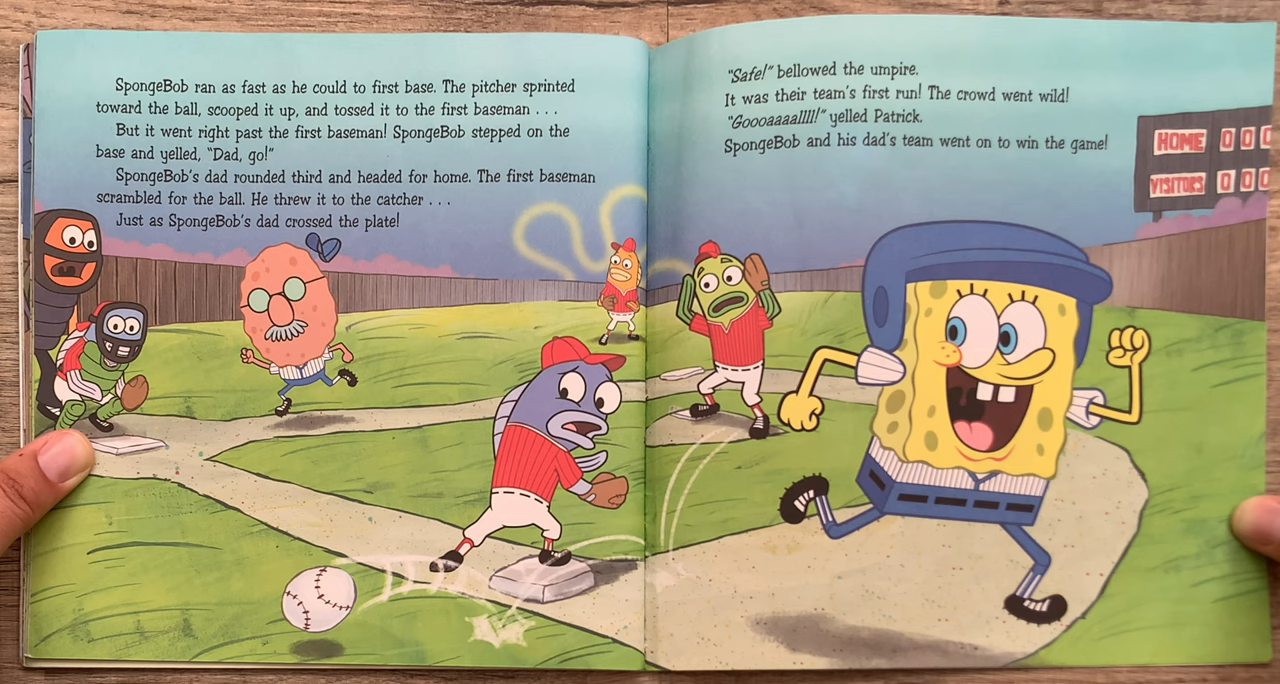 SpongeBob ran as fast as he could to first base. The pitcher sprinted
toward the ball, scooped it up, and tossed it to the first baseman . . .
But it went right past the first baseman! SpongeBob stepped on the
base and yelled, “Dad, go!”
SpongeBob’s dad rounded third and headed for home. The first baseman
scrambled for the ball. He threw it to the catcher . . .
Just as SpongeBob’s dad crossed the plate!
“Safe!” bellowed the umpire.
It was their team’s first run! The crowd went wild!
“Goooaaaallll!” yelled Patrick.
SpongeBob and his dad’s team went on to win the game!
HOME 0 0 0
VISITORS 0 0 0